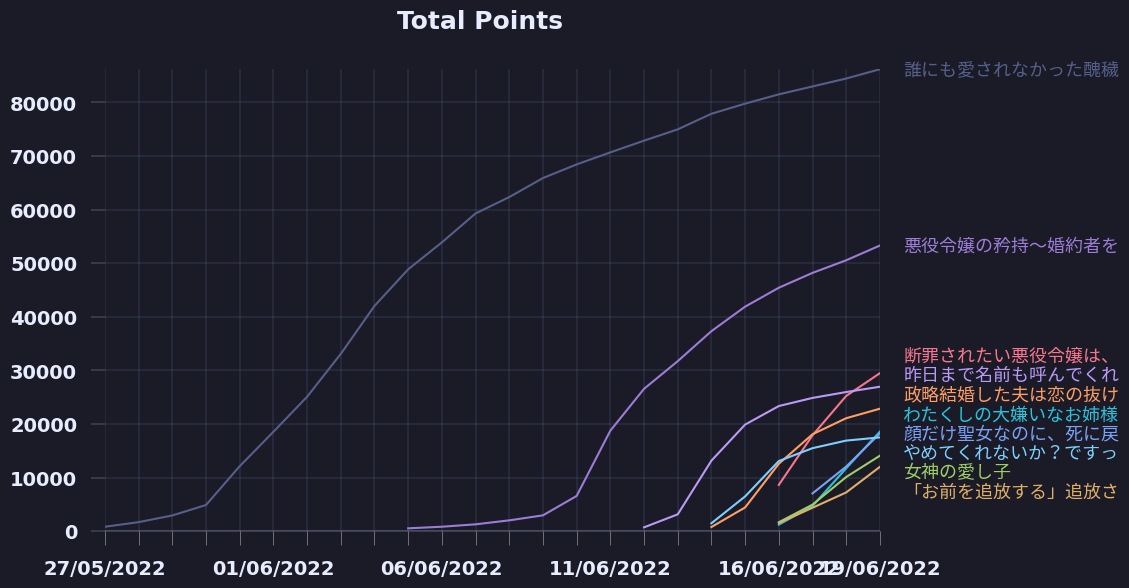 Total Points
誰にも愛されなかった醜穢
80000
70000
60000
悪役令嬢の矜持～婚約者を
50000
40000
断罪されたい悪役令嬢は、
30000
昨日まで名前も呼んでくれ
政略結婚した夫は恋の抜け
わたくしの大嫌いなお姉様
20000
顔だけ聖女なのに、死に戻
やめてくれないか？ですっ
女神の愛し子
10000
「お前を追放する」追放さ
0
27/05/2022 01/06/2022 06/06/2022 11/06/2022 16/06/2022 19/06/2022